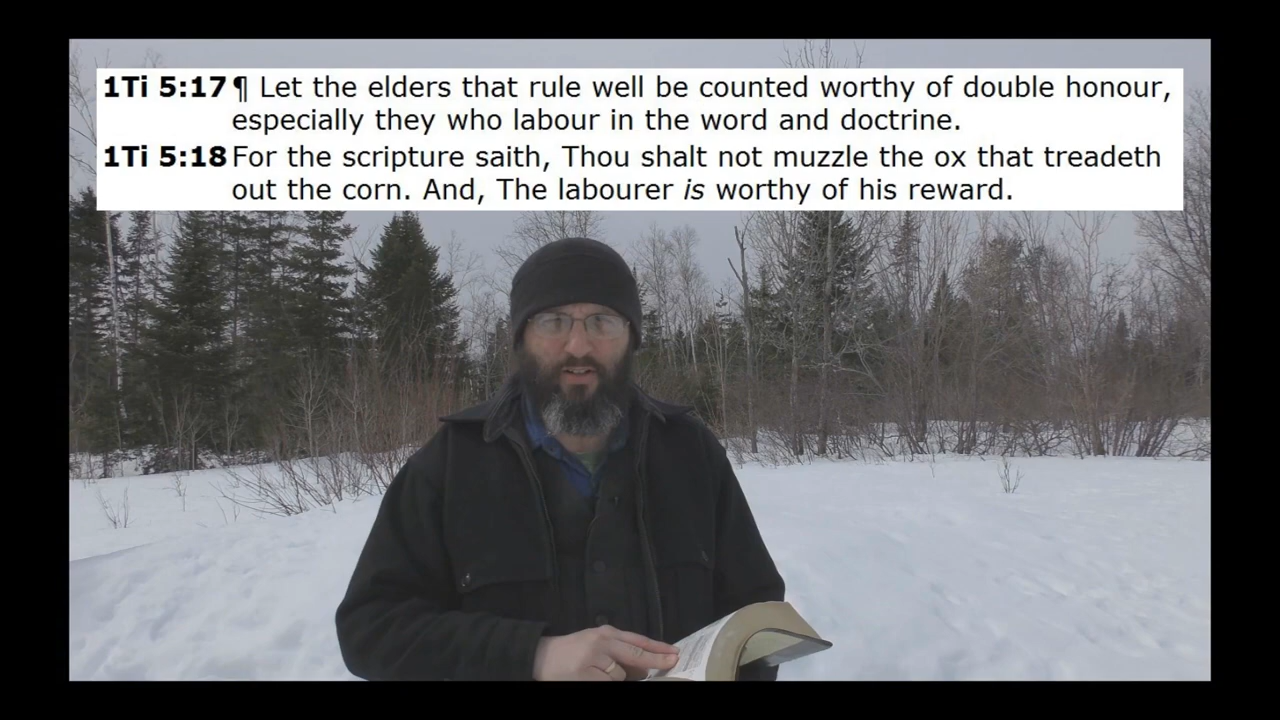 1Ti 5:17 ¶ Let the elders that rule well be counted worthy of double honour,
especially they who labour in the word and doctrine.
1Ti 5:18 For the scripture saith, Thou shalt not muzzle the ox that treadeth
out the corn. And, The labourer is worthy of his reward.